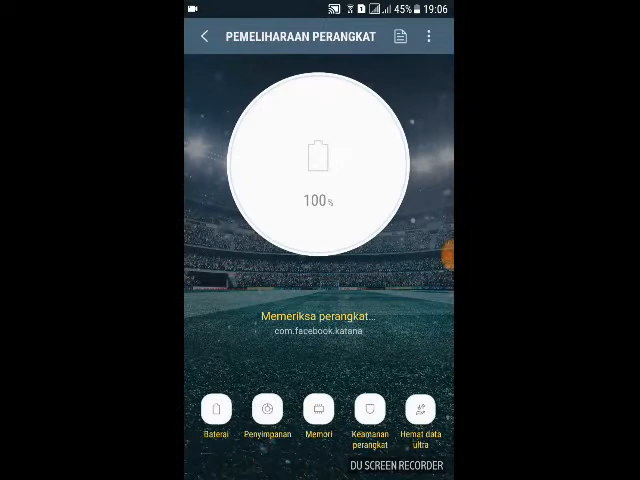 45% 19:06
PEMELIHARAAN PERANGKAT
100%
Memeriksa perangkat...
com.facebook.katana
Baterai Penyimpanan Memori Keamanan perangkat Hemat data ultra
DU SCREEN RECORDER